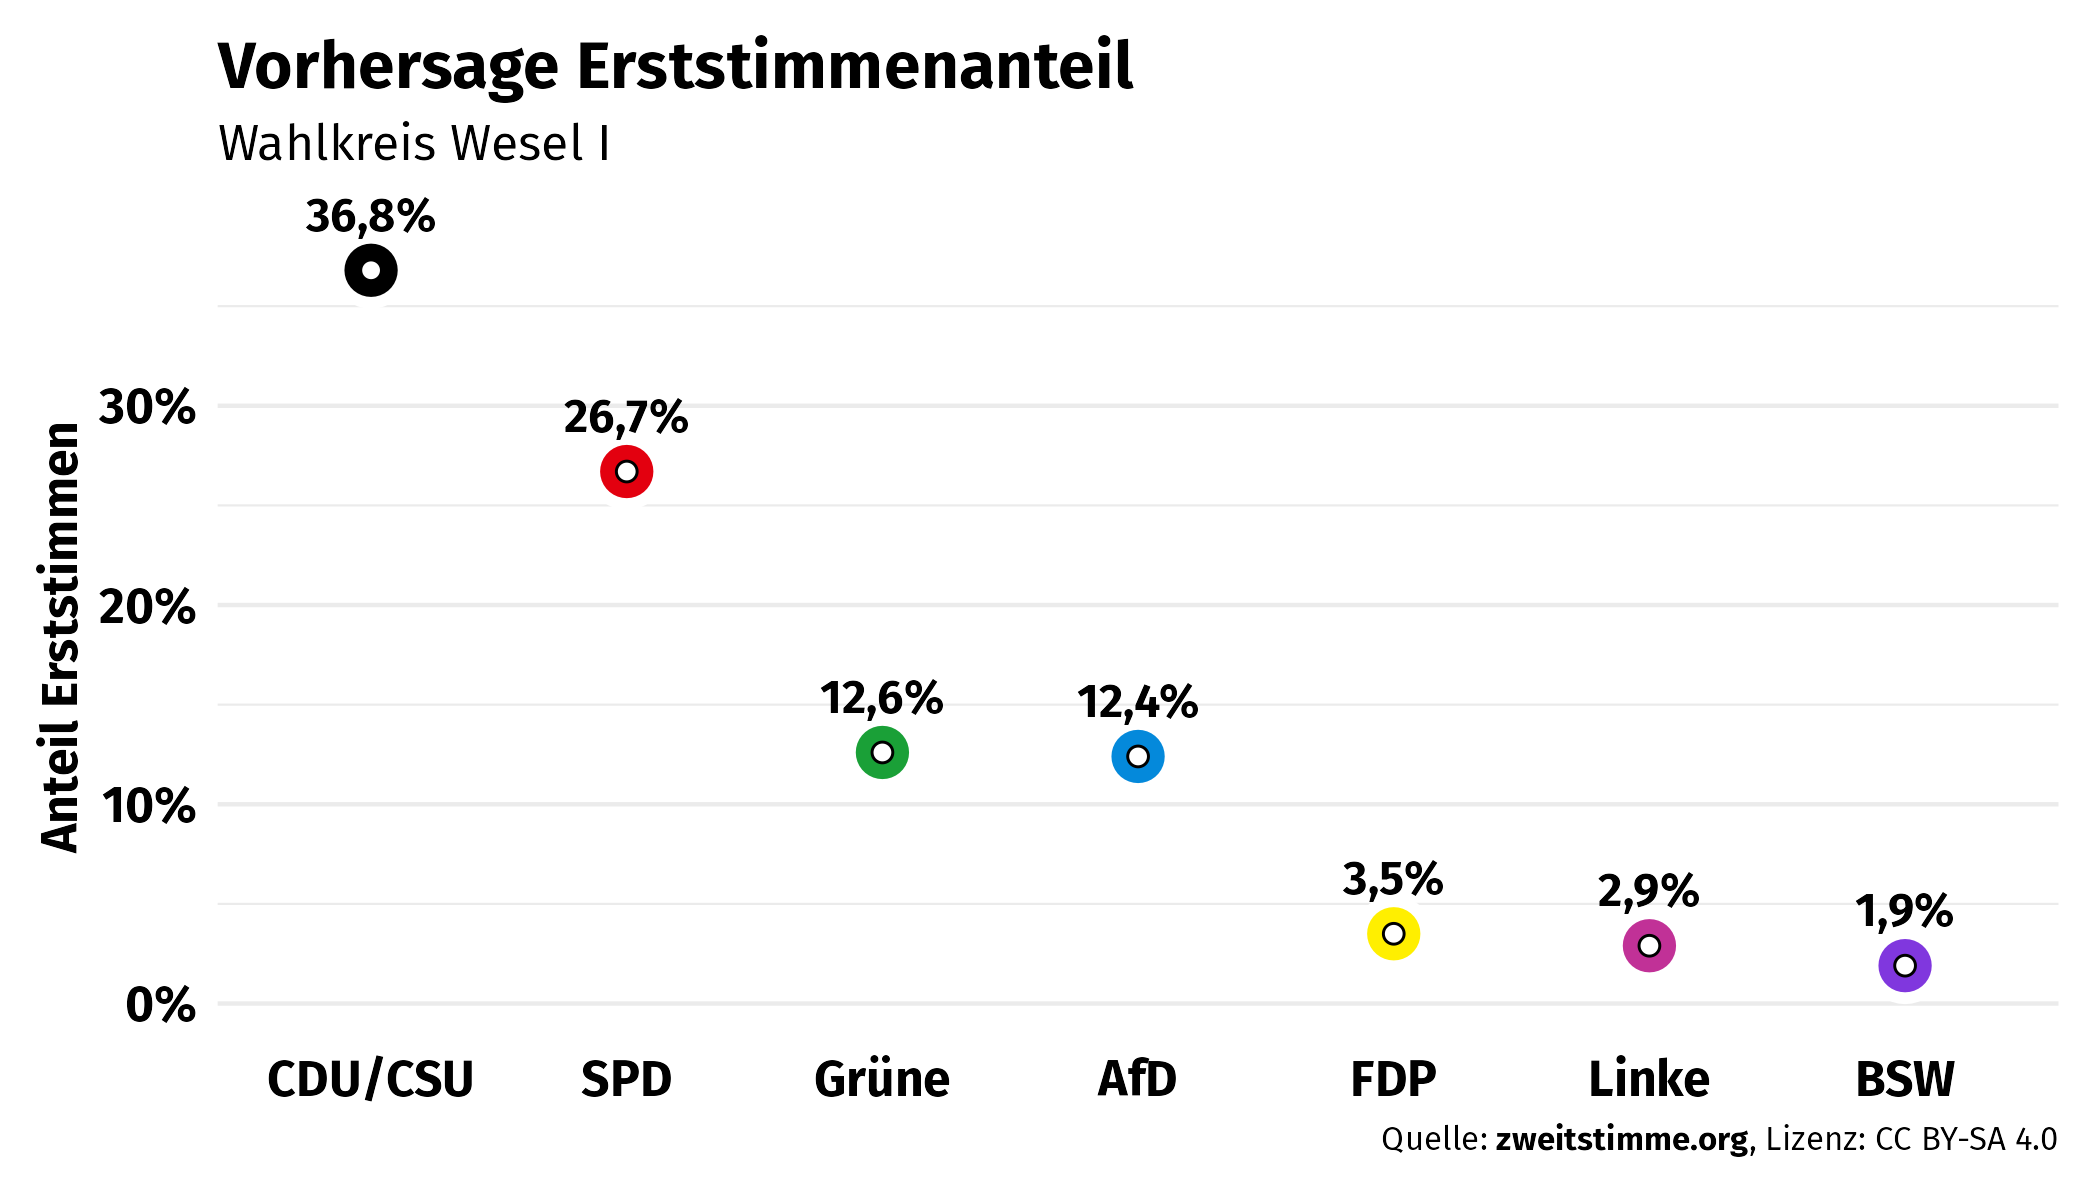 Vorhersage Erststimmenanteil
Wahlkreis Wesel I
36,8%
30%
26,7%
20%
12,6%
12,4%
10%
3,5%
2,9%
1,9%
0%
Anteil Erststimmen
CDU/CSU SPD Grüne AfD FDP Linke BSW
Quelle: zweitstimme.org, Lizenz: CC BY-SA 4.0